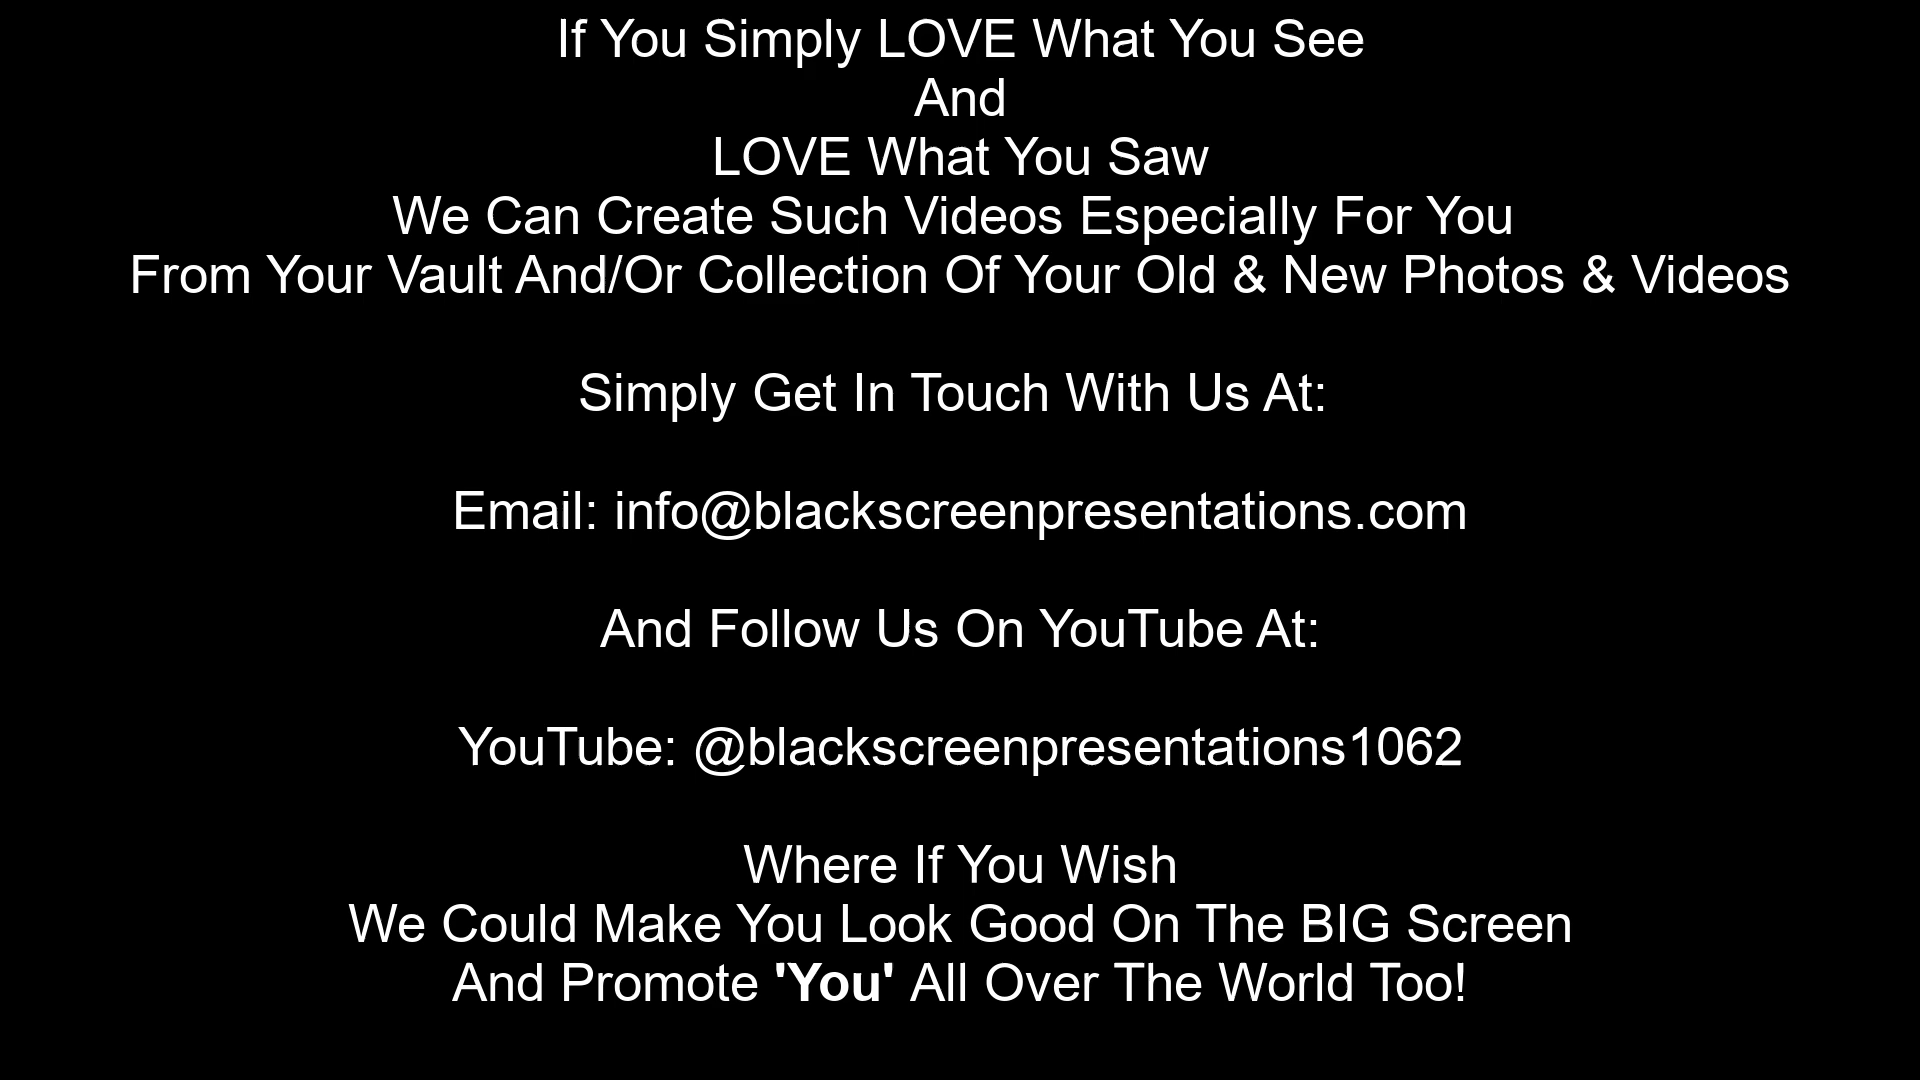 If You Simply LOVE What You See
And
LOVE What You Saw
We Can Create Such Videos Especially For You
From Your Vault And/Or Collection Of Your Old & New Photos & Videos
Simply Get In Touch With Us At:
Email: info@blackscreenpresentations.com
And Follow Us On YouTube At:
YouTube: @blackscreenpresentations1062
Where If You Wish
We Could Make You Look Good On The BIG Screen
And Promote 'You' All Over The World Too!